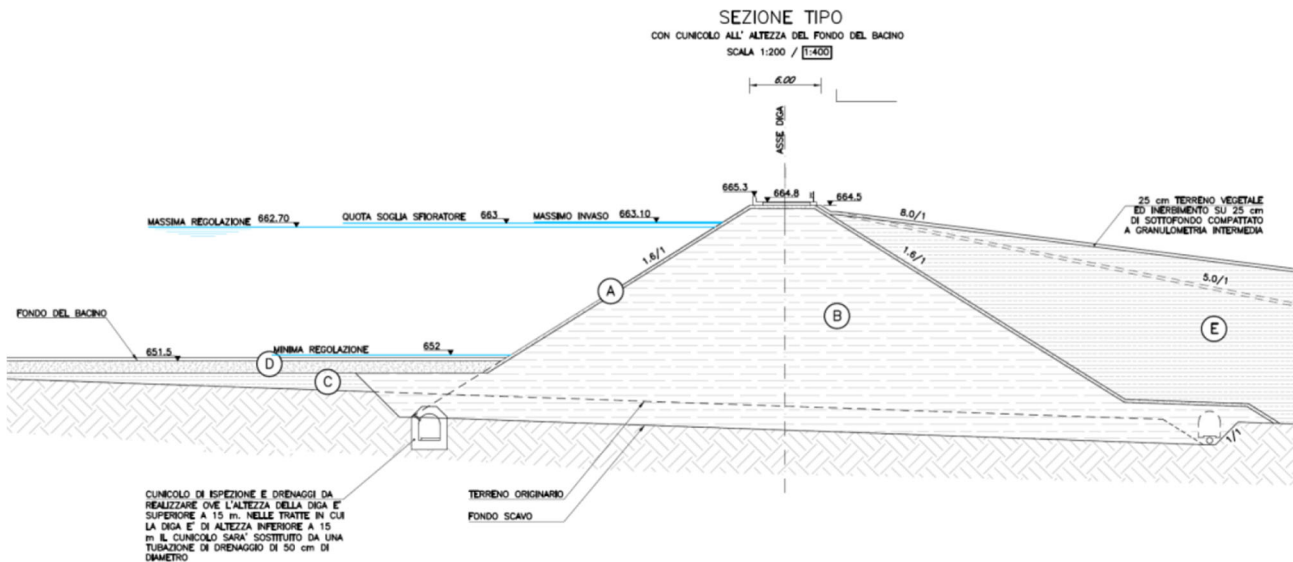 SEZIONE TIPO
CON CUNICOLO ALL' ALTEZZA DEL FONDO DEL BACINO
SCALA 1:200 / 1:400
6.00
ASSE DIGA
665.3
664.8
664.5
MASSIMA REGOLAZIONE 662.70
QUOTA SOGLIA SFIORATORE 663
MASSIMO INVASO 663.10
8.0/1
25 cm TERRENO VEGETALE
ED INERBIMENTO SU 25 cm
DI SOTTOFONDO COMPATTATO
A GRANULOMETRIA INTERMEDIA
1.6/1
1.6/1
5.0/1
A
B
E
FONDO DEL BACINO
651.5
MINIMA REGOLAZIONE 652
D
C
1/1
CUNICOLO DI ISPEZIONE E DRENAGGI DA
REALIZZARE OVE L'ALTEZZA DELLA DIGA E'
SUPERIORE A 15 m. NELLE TRATTE IN CUI
LA DIGA E' DI ALTEZZA INFERIORE A 15
m IL CUNICOLO SARA' SOSTITUITO DA UNA
TUBAZIONE DI DRENAGGIO DI 50 cm DI
DIAMETRO
TERRENO ORIGINARIO
FONDO SCAVO